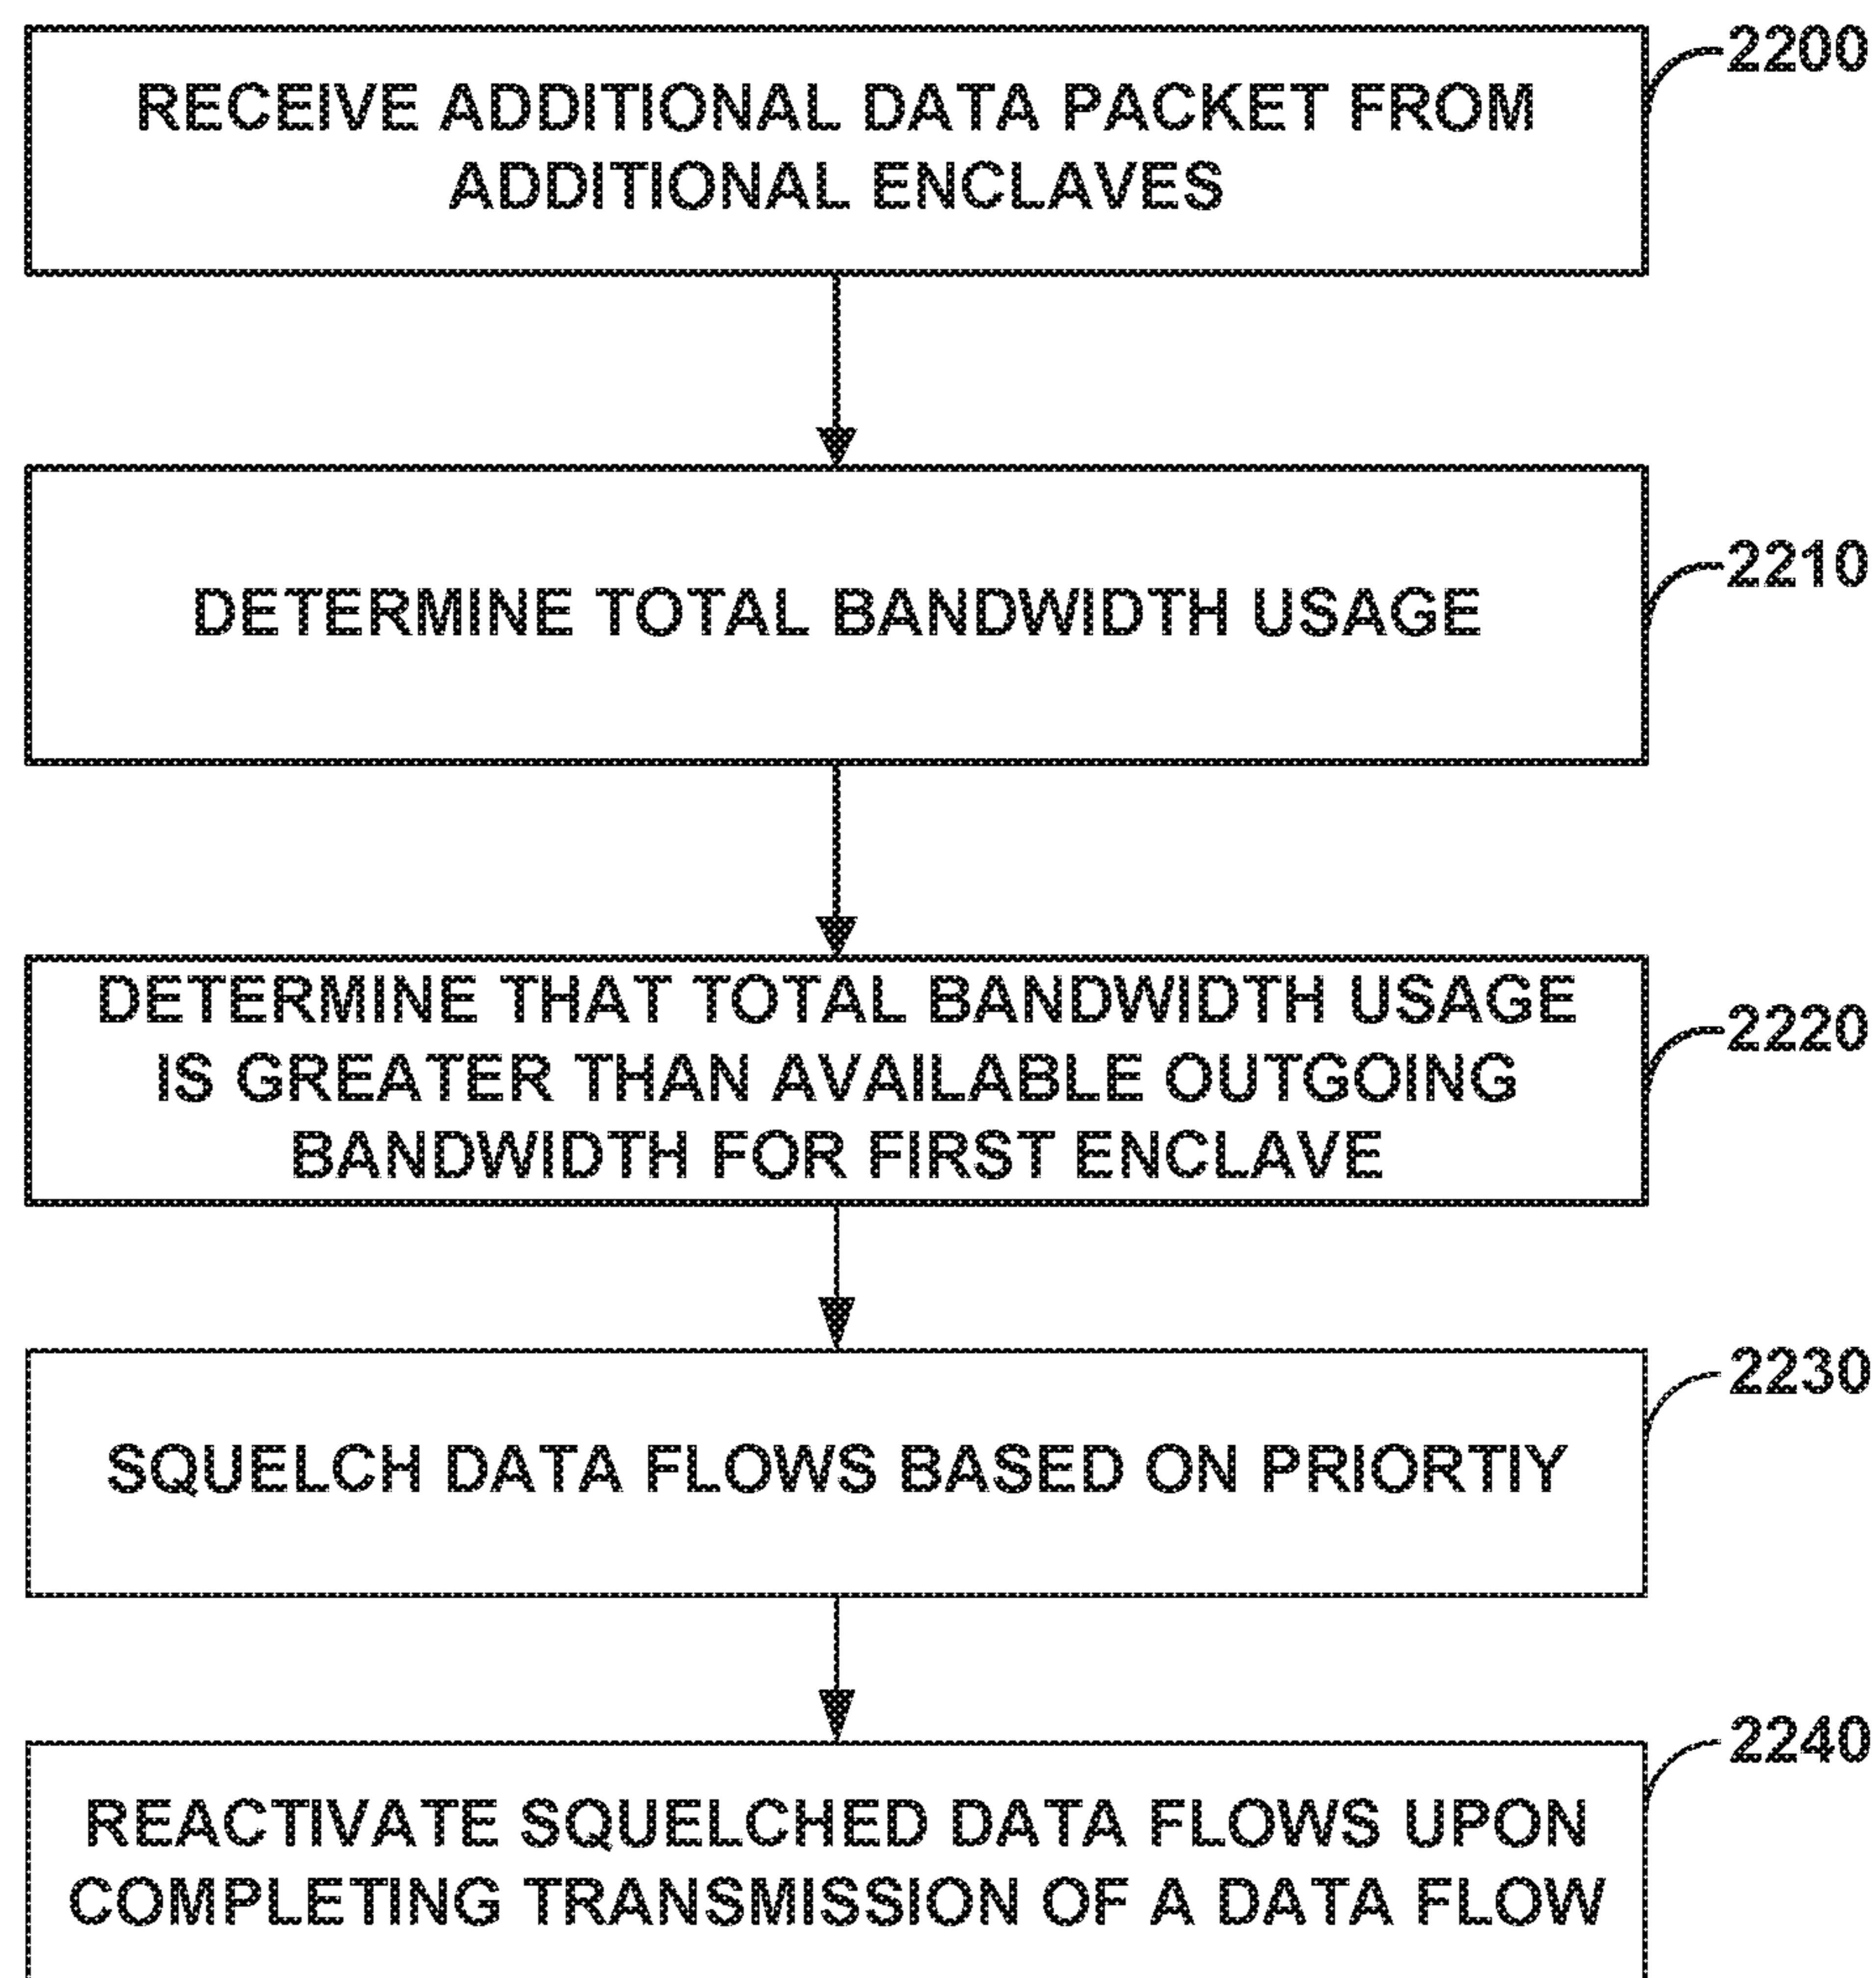 2200
RECEIVE ADDITIONAL DATA PACKET FROM
ADDITIONAL ENCLAVES
2210
DETERMINE TOTAL BANDWIDTH USAGE
DETERMINE THAT TOTAL BANDWIDTH USAGE
IS GREATER THAN AVAILABLE OUTGOING
BANDWIDTH FOR FIRST ENCLAVE
2220
2230
SQUELCH DATA FLOWS BASED ON PRIORTIY
2240
REACTIVATE SQUELCHED DATA FLOWS UPON
COMPLETING TRANSMISSION OF A DATA FLOW